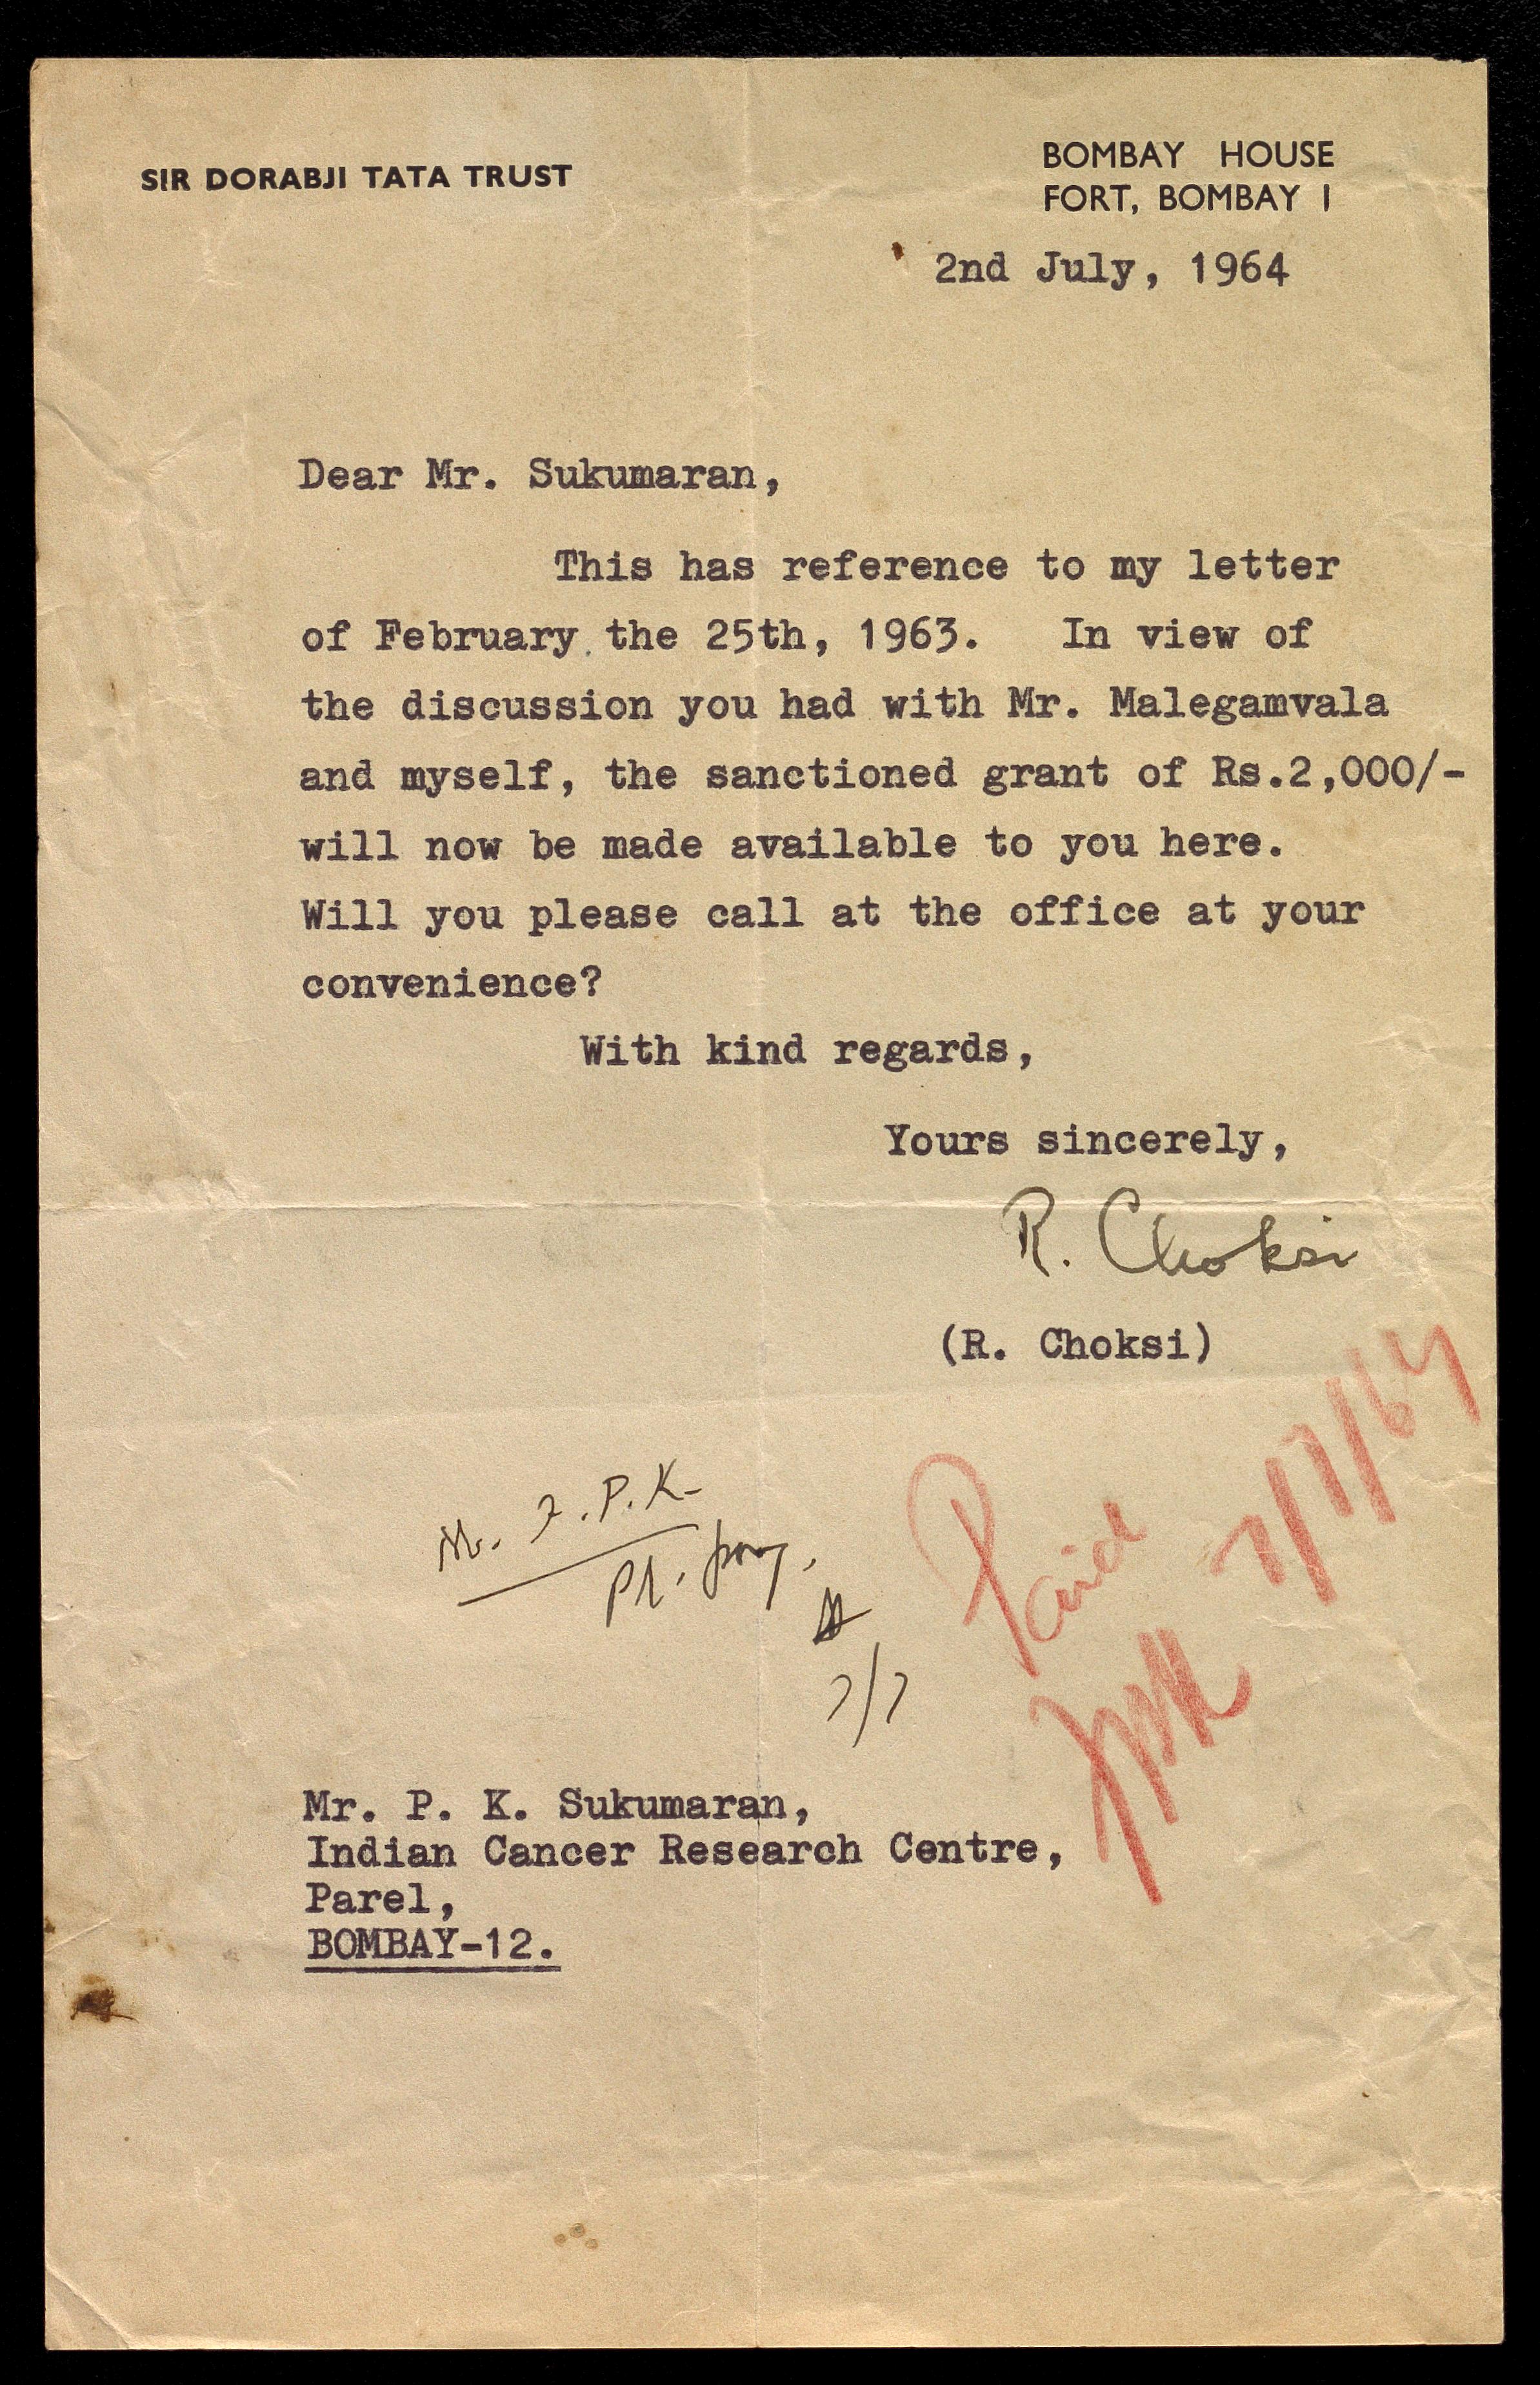 SIR DORABJI TATA TRUST
BOMBAY HOUSE
FORT, BOMBAY 1
2nd July, 1964
Dear Mr. Sukumaran,
This has reference to my letter
of February the 25th, 1963. In view of
the discussion you had with Mr. Malegamvala
and myself, the sanctioned grant of Rs.2,000/-
will now be made available to you here.
Will you please call at the office at your
convenience?
With kind regards,
Yours sincerely,
R. Choksi
(R. Choksi)
Paid 7/7/64
P.K.
Pl.
7/7
Mr. P. K. Sukumaran,
Indian Cancer Research Centre,
Parel,
BOMBAY-12.